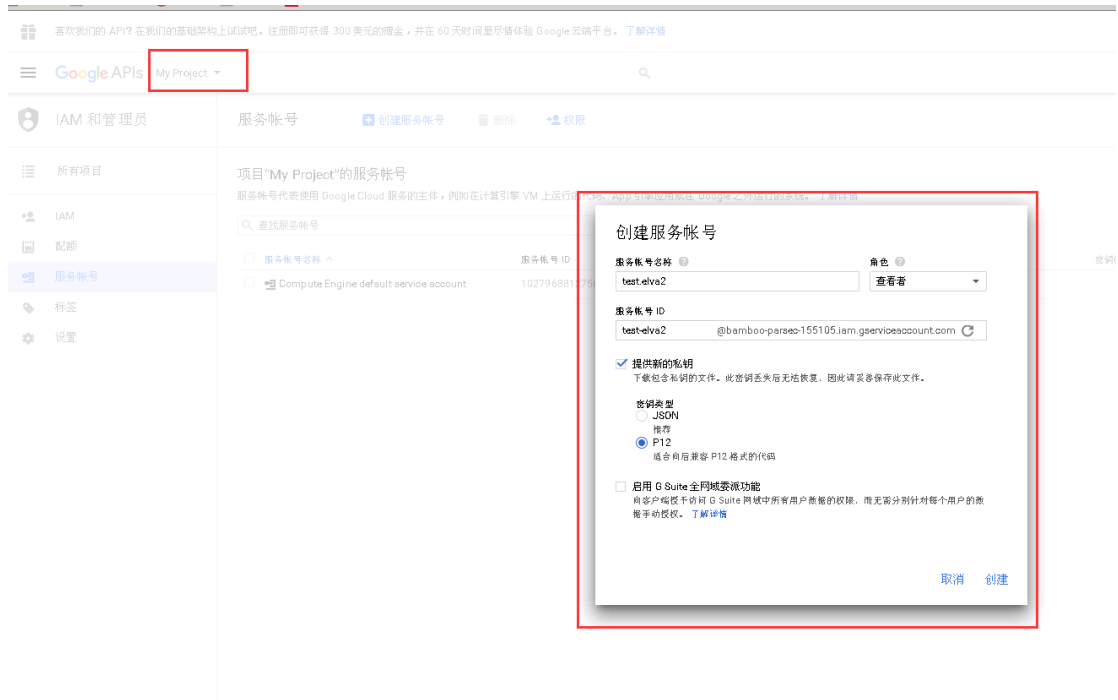 喜欢我们的 API? 在我们的基础架构上试试吧。注册即可获得 300 美元的赠金，并在 60 天时间里尽情体验 Google 云端平台。 了解详情
Google APIs My Project
IAM 和管理员
服务帐号 创建服务帐号 删除 权限
所有项目
IAM
配额
服务帐号
标签
设置
项目"My Project"的服务帐号
服务帐号代表使用 Google Cloud 服务的主体，例如在计算引擎 VM 上运行的代码、App 引擎应用或在 Google 之外运行的系统。 了解详情
查找服务帐号
服务帐号名称 服务帐号 ID
Compute Engine default service account
创建服务帐号
服务帐号名称 角色
test.elva2 查看者
服务帐号 ID
test-elva2 @bamboo-parsec-155105.iam.gserviceaccount.com
提供新的私钥
下载包含私钥的文件。此密钥丢失后无法恢复，因此请妥善保存此文件。
密钥类型
JSON
推荐
P12
适合向后兼容 P12 格式的代码
启用 G Suite 全网域委派功能
向客户端授予访问 G Suite 网域中所有用户数据的权限，而无需分别针对每个用户的数
据手动授权。 了解详情
取消 创建